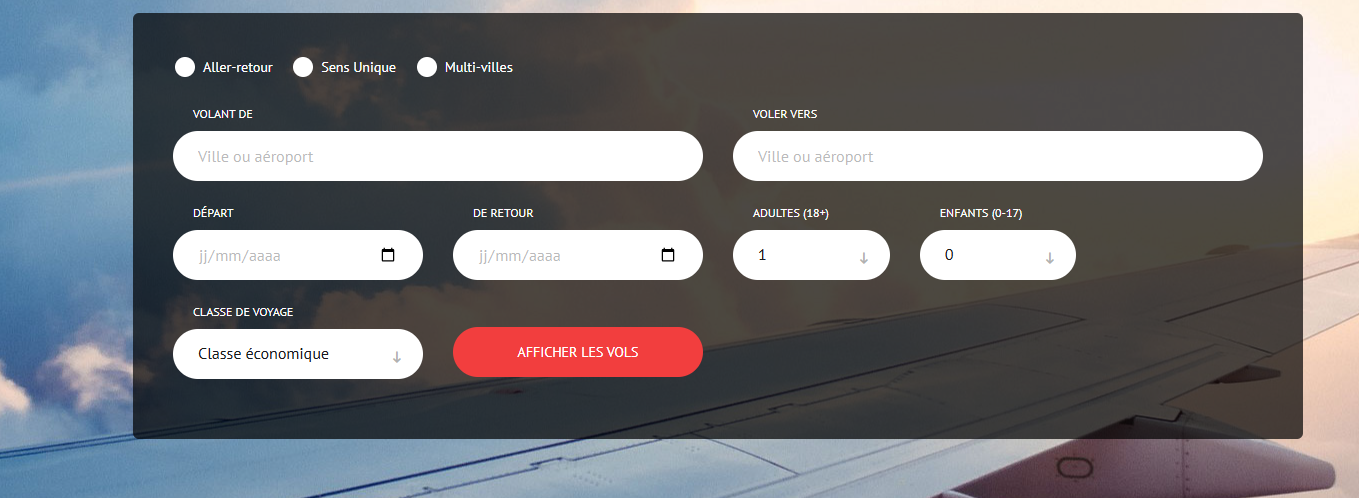 Aller-retour Sens Unique Multi-villes
VOLANT DE VOLER VERS
Ville ou aéroport Ville ou aéroport
DÉPART DE RETOUR ADULTES (18+) ENFANTS (0-17)
jj/mm/aaaa jj/mm/aaaa 1 0
CLASSE DE VOYAGE
Classe économique AFFICHER LES VOLS